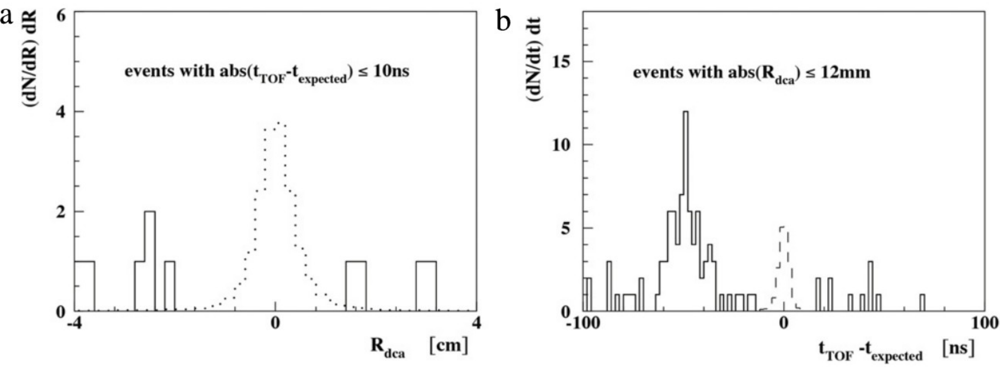 a
(dN/dR) dR
6
4
2
0
events with abs(tTOF-texpected) ≤ 10ns
-4
0
4
Rdca [cm]
b
(dN/dt) dt
15
10
5
0
events with abs(Rdca) ≤ 12mm
-100
0
100
tTOF -texpected [ns]